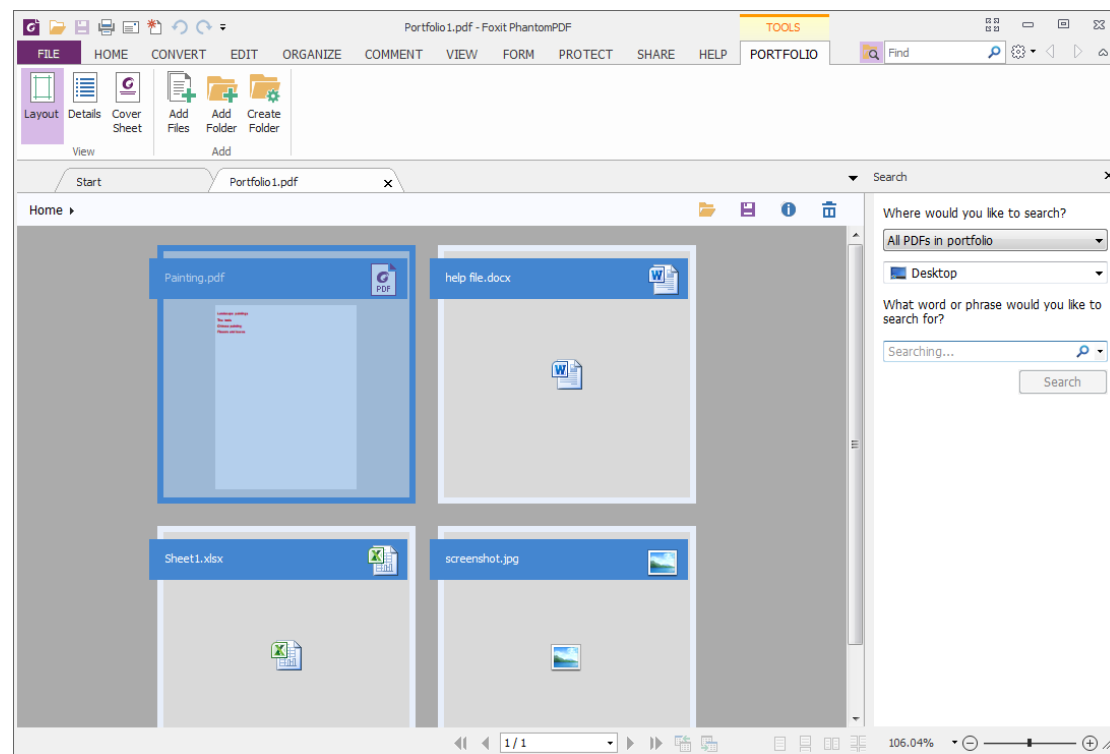 Portfolio1.pdf - Foxit PhantomPDF
TOOLS
FILE HOME CONVERT EDIT ORGANIZE COMMENT VIEW FORM PROTECT SHARE HELP PORTFOLIO
Find
Layout
Details
Cover
Sheet
Add
Files
Add
Folder
Create
Folder
View
Add
Start
Portfolio1.pdf
Search
Home
Where would you like to search?
All PDFs in portfolio
Desktop
What word or phrase would you like to
search for?
Searching...
Search
Painting.pdf
PDF
help file.docx
Sheet1.xlsx
screenshot.jpg
1 / 1
106.04%